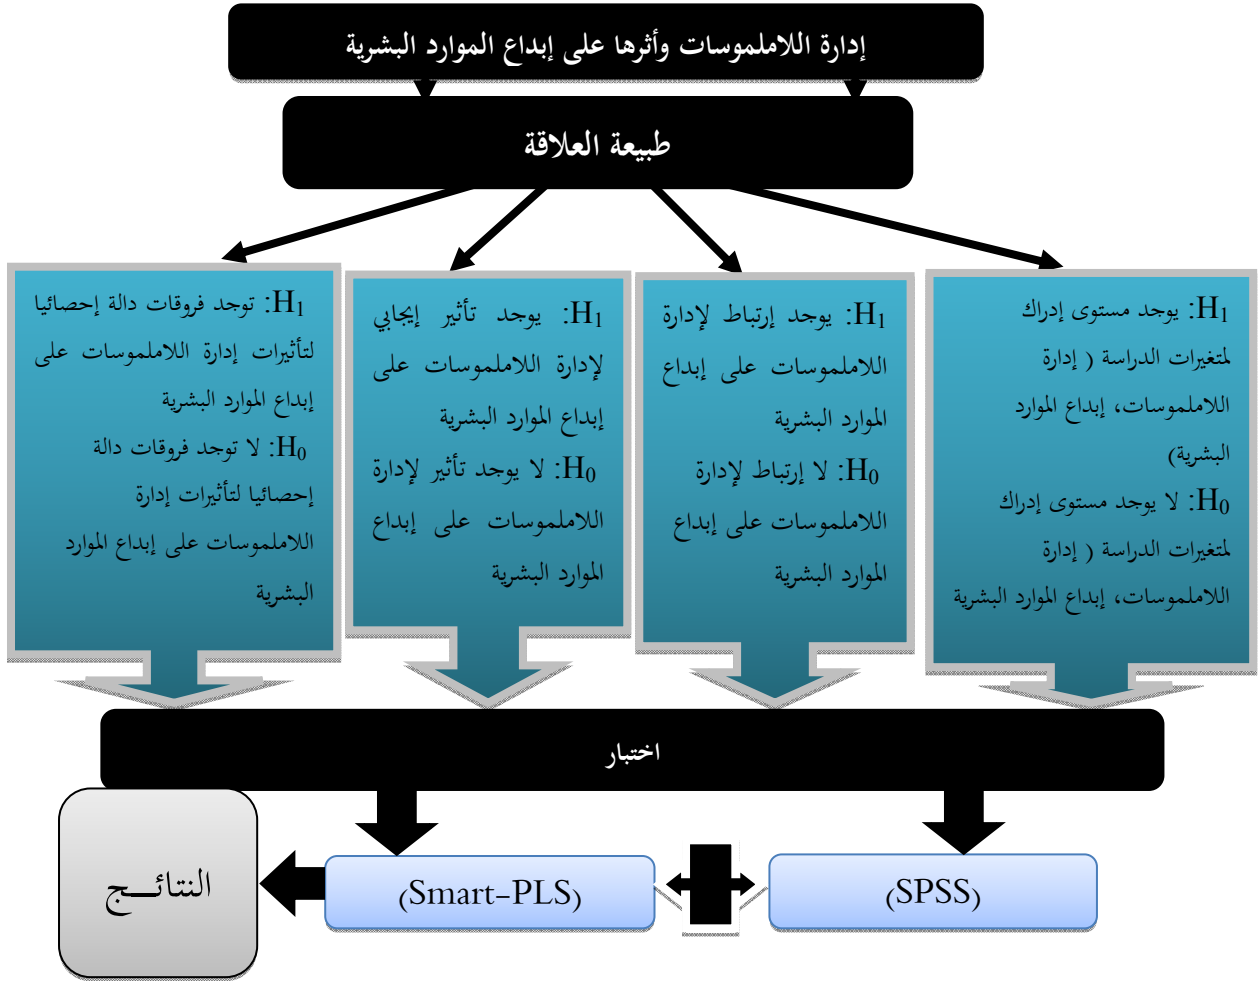 إدارة اللاملموسات وأثرها على إبداع الموارد البشرية
طبيعة العلاقة
H1: يوجد مستوى إدراك
لمتغيرات الدراسة ( إدارة
اللاملموسات، إبداع الموارد
البشرية)
H0: لا يوجد مستوى إدراك
لمتغيرات الدراسة ( إدارة
اللاملموسات، إبداع الموارد البشرية
H1: يوجد إرتباط لإدارة
اللاملموسات على إبداع
الموارد البشرية
H0: لا إرتباط لإدارة
اللاملموسات على إبداع
الموارد البشرية
H1: يوجد تأثير إيجابي
لإدارة اللاملموسات على
إبداع الموارد البشرية
H0: لا يوجد تأثير لإدارة
اللاملموسات على إبداع
الموارد البشرية
H1: توجد فروقات دالة إحصائيا
لتأثيرات إدارة اللاملموسات على
إبداع الموارد البشرية
H0: لا توجد فروقات دالة
إحصائيا لتأثيرات إدارة
اللاملموسات على إبداع الموارد
البشرية
اختبار
(SPSS)
(Smart-PLS)
النتائــج